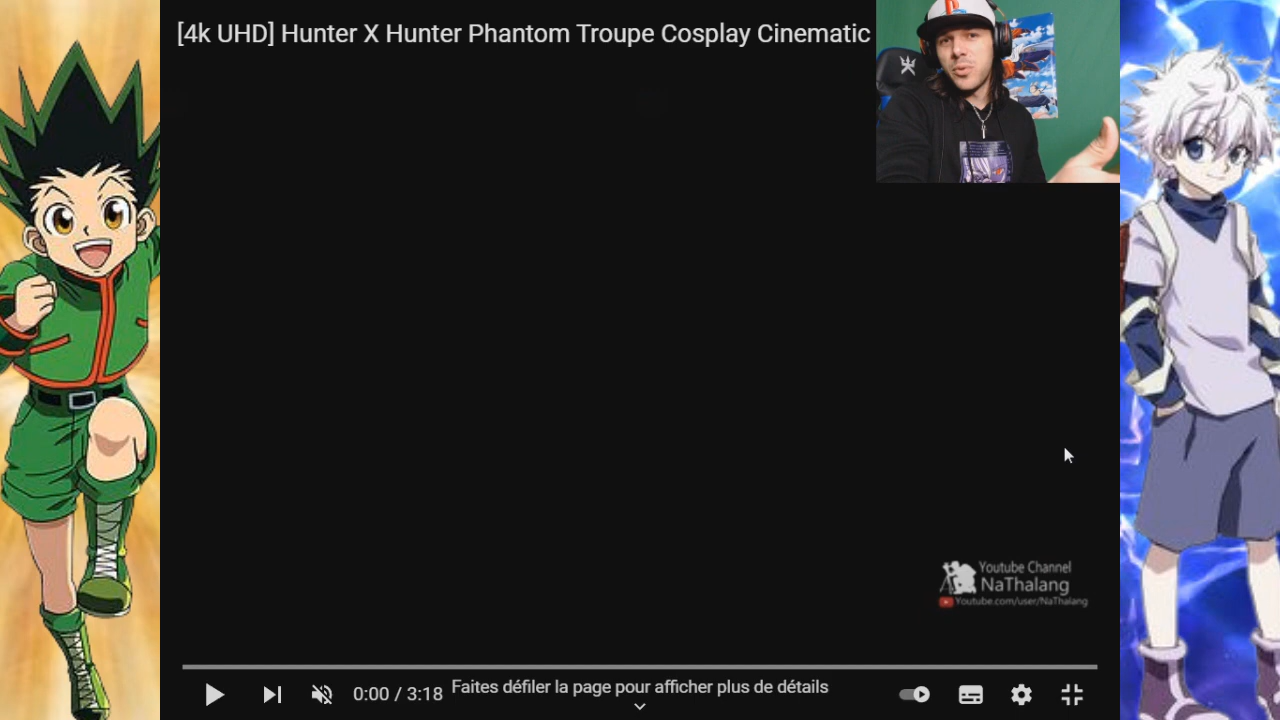 [4k UHD] Hunter X Hunter Phantom Troupe Cosplay Cinematic
Youtube Channel
NaThalang
Youtube.com/user/NaThalang
0:00 / 3:18
Faites défiler la page pour afficher plus de détails